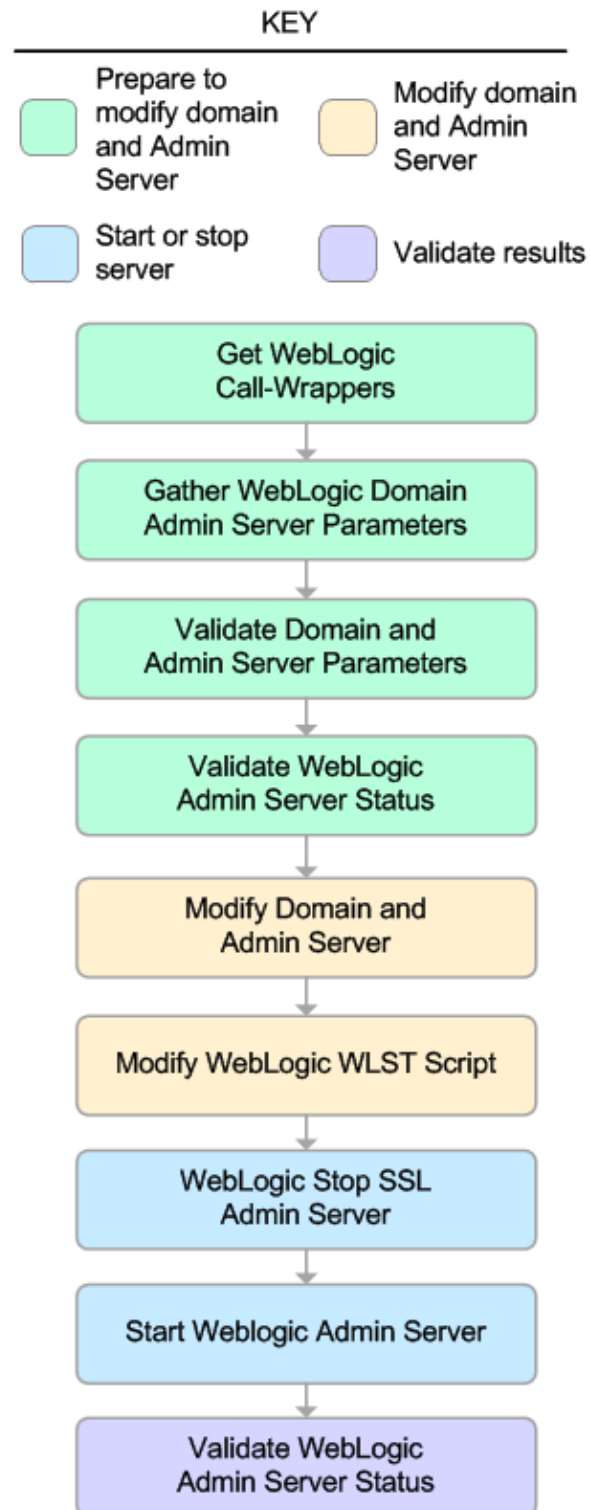 KEY
Prepare to
modify domain
and Admin
Server
Modify domain
and Admin
Server
Start or stop
server
Validate results
Get WebLogic
Call-Wrappers
Gather WebLogic Domain
Admin Server Parameters
Validate Domain and
Admin Server Parameters
Validate WebLogic
Admin Server Status
Modify Domain and
Admin Server
Modify WebLogic WLST Script
WebLogic Stop SSL
Admin Server
Start Weblogic Admin Server
Validate WebLogic
Admin Server Status